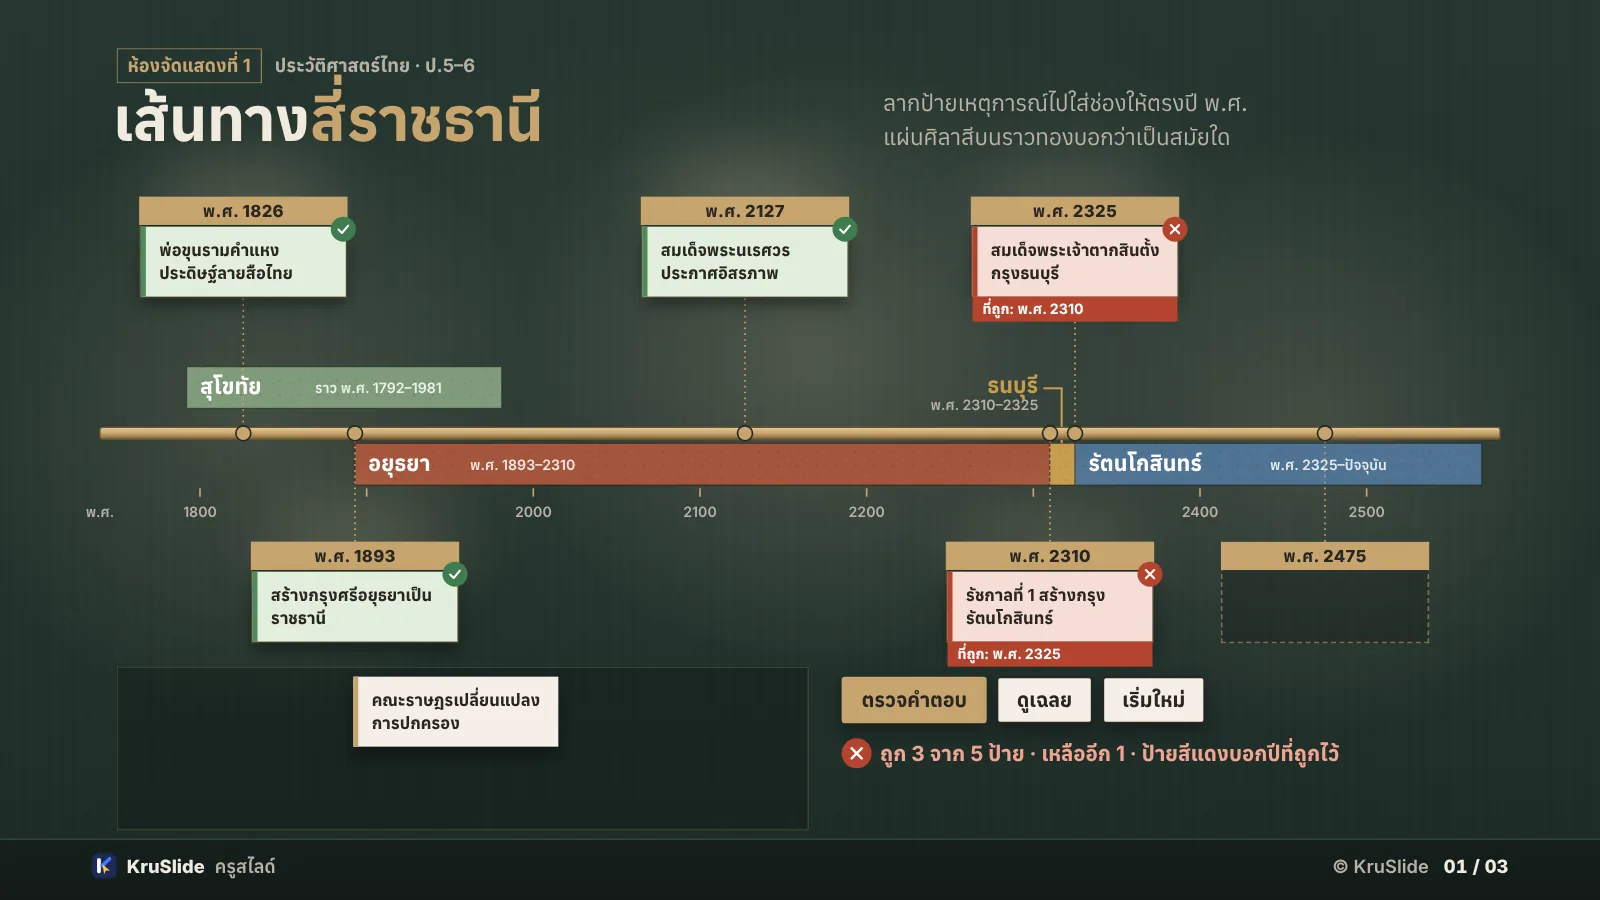 ห้องจัดแสดงที่ 1 ประวัติศาสตร์ไทย · ป.5–6
เส้นทางสี่ราชธานี
ลากป้ายเหตุการณ์ไปใส่ช่องให้ตรงปี พ.ศ.
แผ่นศิลาสีบนราวทองบอกว่าเป็นสมัยใด
พ.ศ. 1826
พ่อขุนรามคำแหง
ประดิษฐ์ลายสือไทย
พ.ศ. 2127
สมเด็จพระนเรศวร
ประกาศอิสรภาพ
พ.ศ. 2325
สมเด็จพระเจ้าตากสินตั้ง
กรุงธนบุรี
ที่ถูก: พ.ศ. 2310
สุโขทัย ราว พ.ศ. 1792–1981
ธนบุรี
พ.ศ. 2310–2325
อยุธยา พ.ศ. 1893–2310
รัตนโกสินทร์ พ.ศ. 2325–ปัจจุบัน
พ.ศ. 1800 2000 2100 2200 2400 2500
พ.ศ. 1893
สร้างกรุงศรีอยุธยาเป็น
ราชธานี
พ.ศ. 2310
รัชกาลที่ 1 สร้างกรุง
รัตนโกสินทร์
ที่ถูก: พ.ศ. 2325
พ.ศ. 2475
คณะราษฎรเปลี่ยนแปลง
การปกครอง
ตรวจคำตอบ ดูเฉลย เริ่มใหม่
ถูก 3 จาก 5 ป้าย · เหลืออีก 1 · ป้ายสีแดงบอกปีที่ถูกไว้
KruSlide ครูสไลด์
© KruSlide 01 / 03